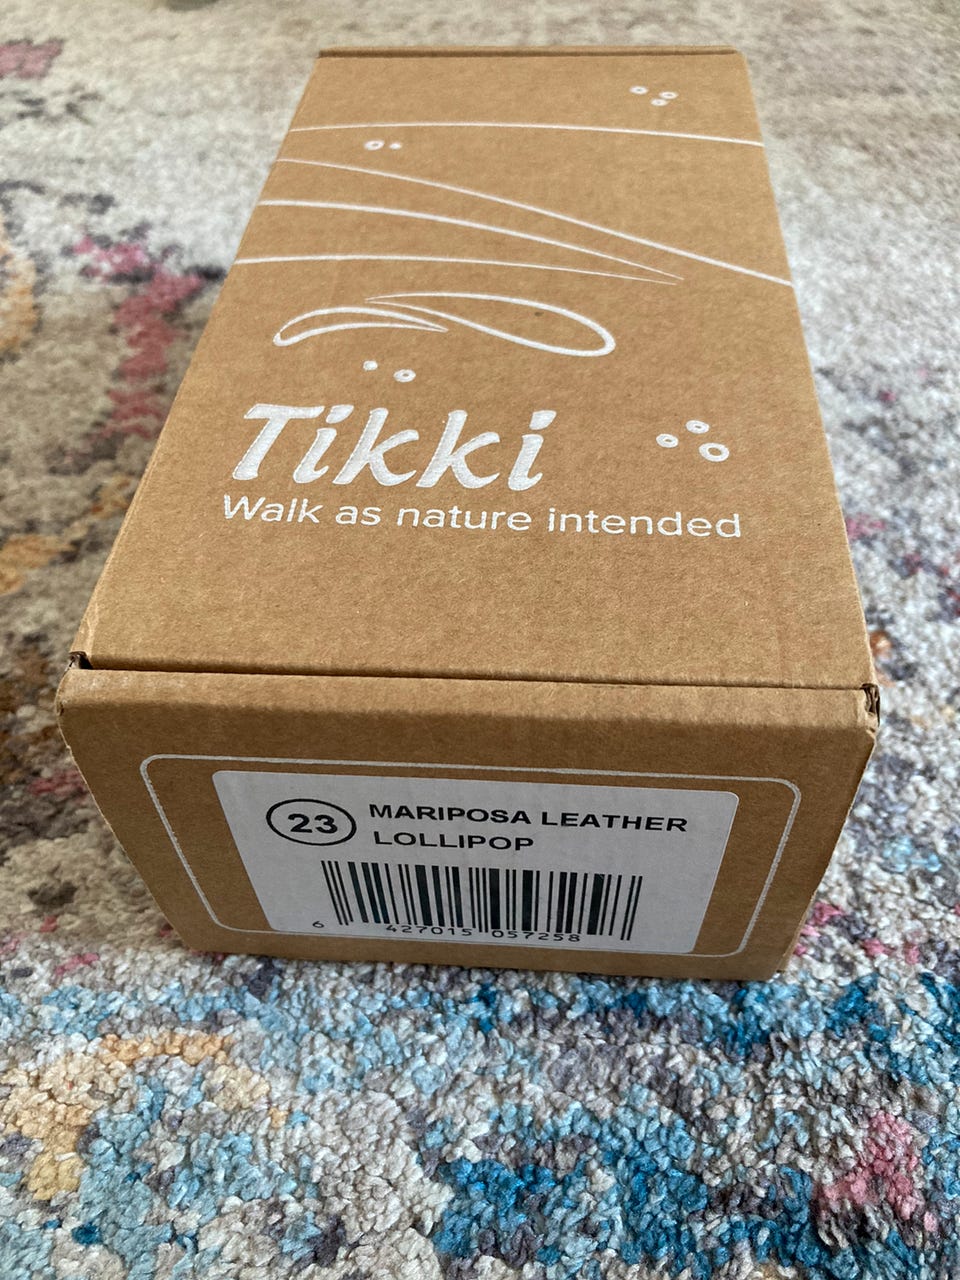 Tikki
Walk as nature intended
23
MARIPOSA LEATHER
LOLLIPOP
6 427015 057258